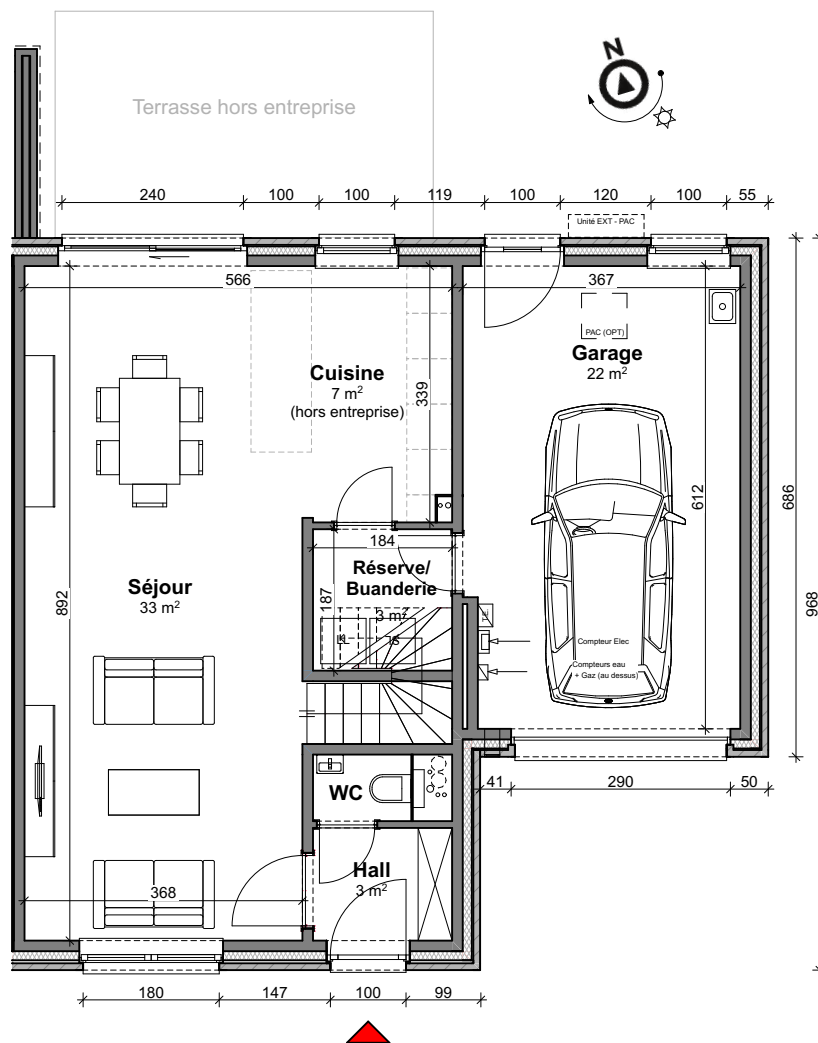 N
Terrasse hors entreprise
240 100 100 119 100 120 100 55
Unité EXT - PAC
566 367
PAC (OPT)
Garage
22 m²
Cuisine
7 m²
(hors entreprise)
339
612
686
968
184
Réserve/
Buanderie
3 m²
187
Séjour
33 m²
892
Compteur Elec
Compteurs eau
+ Gaz (au dessus)
WC
41 290 50
Hall
3 m²
368
180 147 100 99